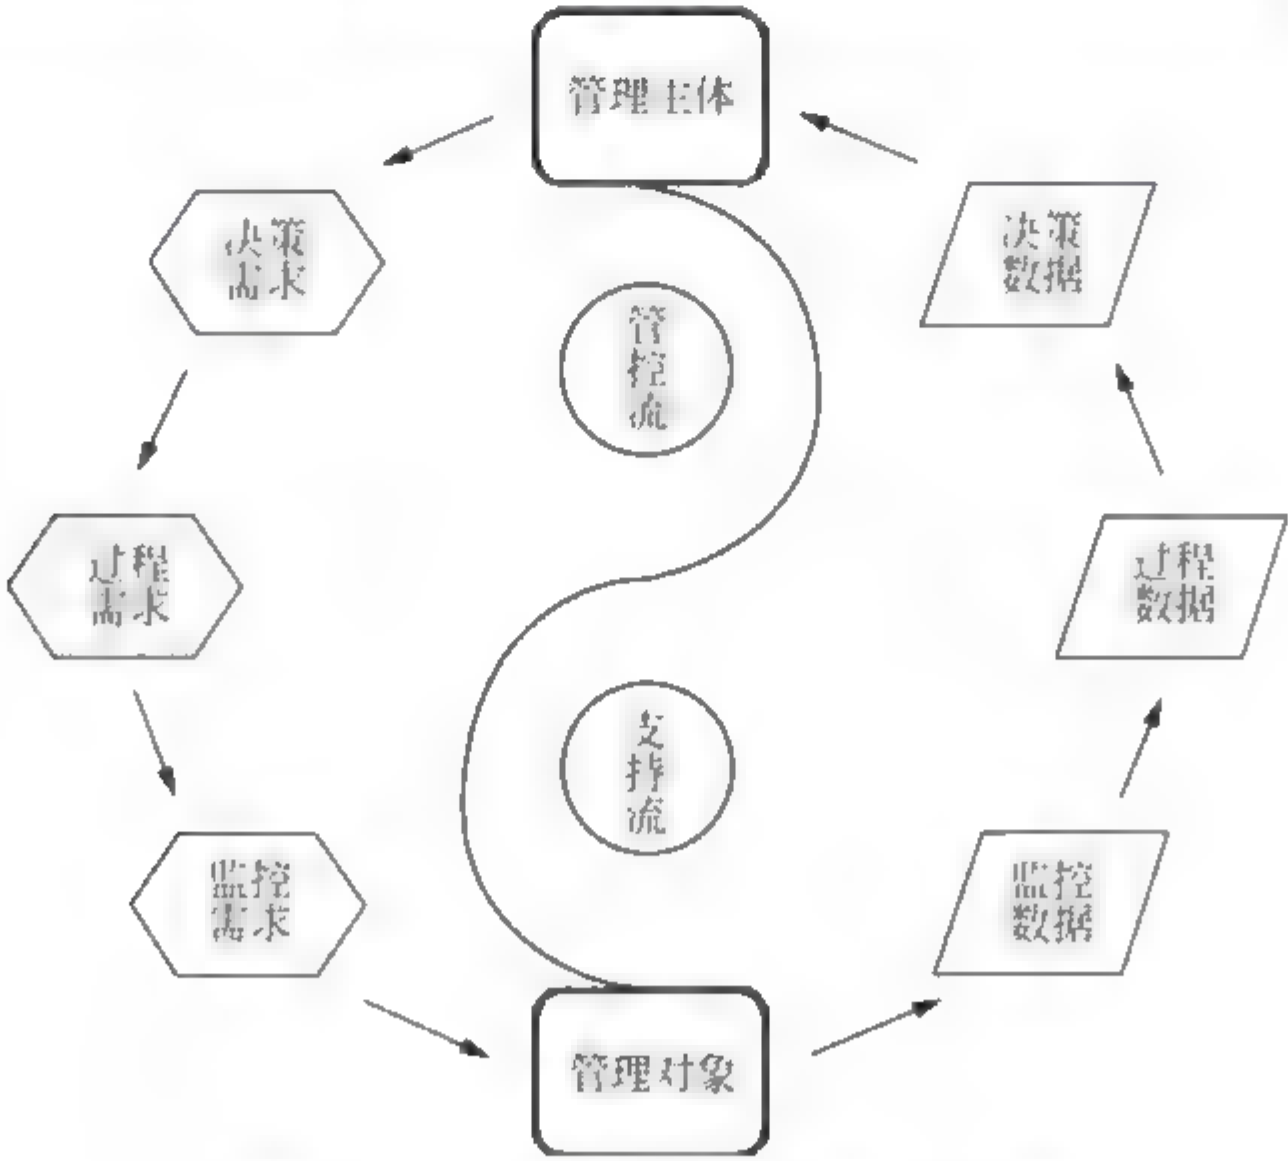 管理主体
决策
需求
决策
数据
管
控
流
过程
需求
过程
数据
支
持
流
监控
需求
监控
数据
管理对象